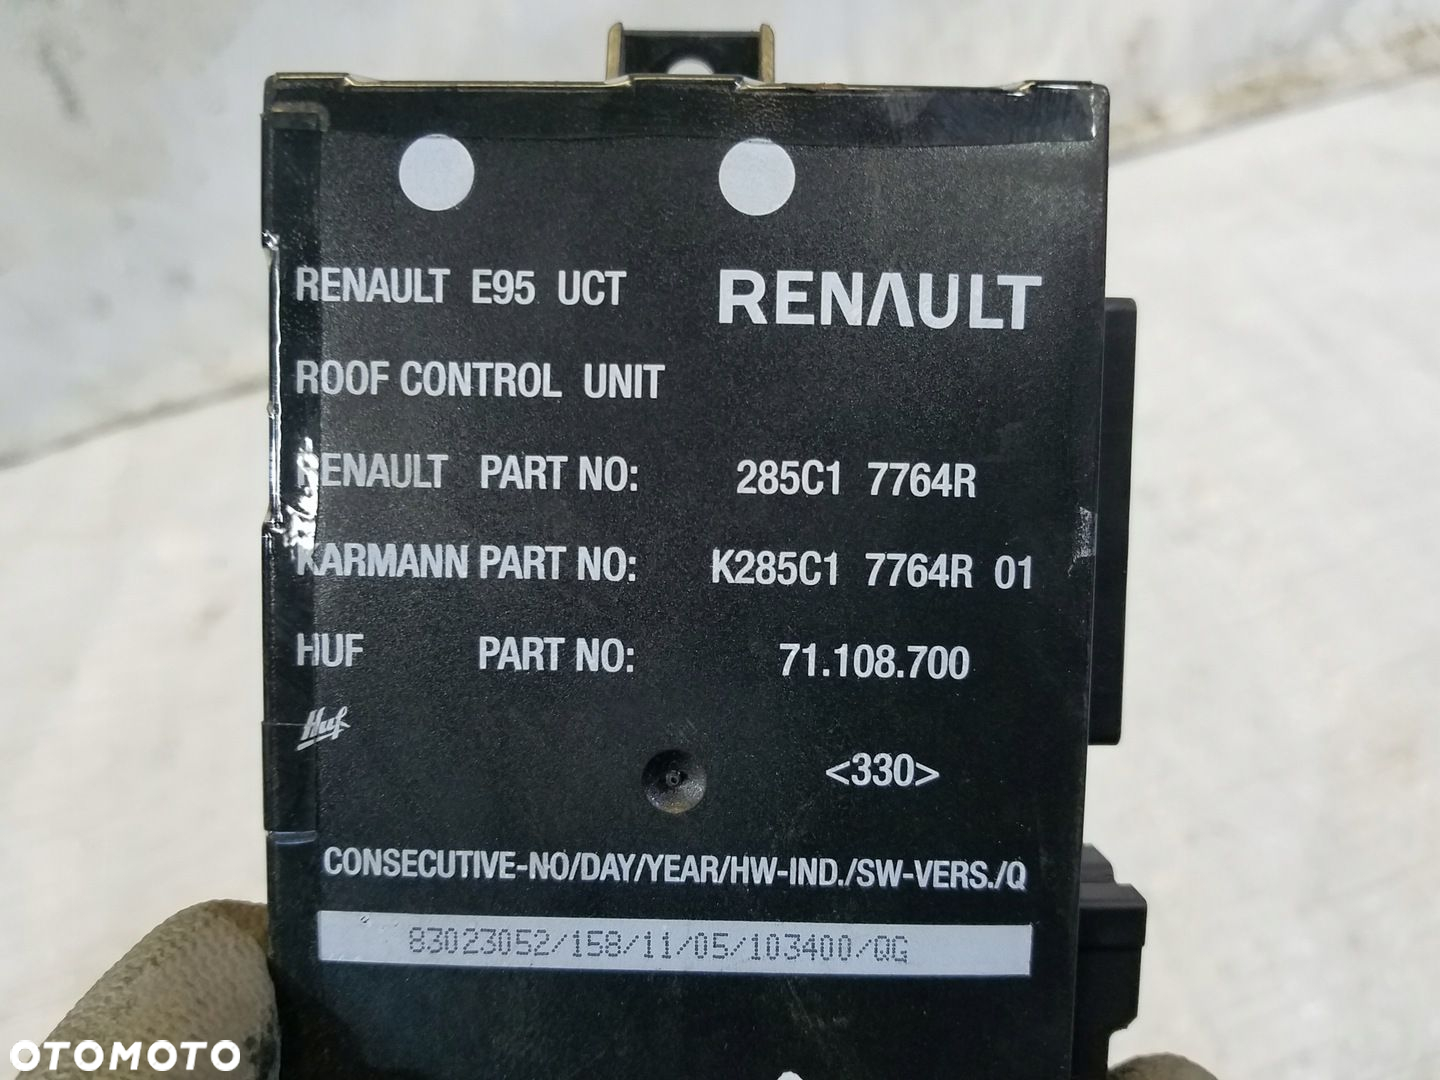 RENAULT E95 UCT
RENAULT
ROOF CONTROL UNIT
RENAULT PART NO: 285C1 7764R
KARMANN PART NO: K285C1 7764R 01
HUF PART NO: 71.108.700
Huf
<330>
CONSECUTIVE-NO/DAY/YEAR/HW-IND./SW-VERS./Q
83023052/158/11/05/103400/QG
OTOMOTO